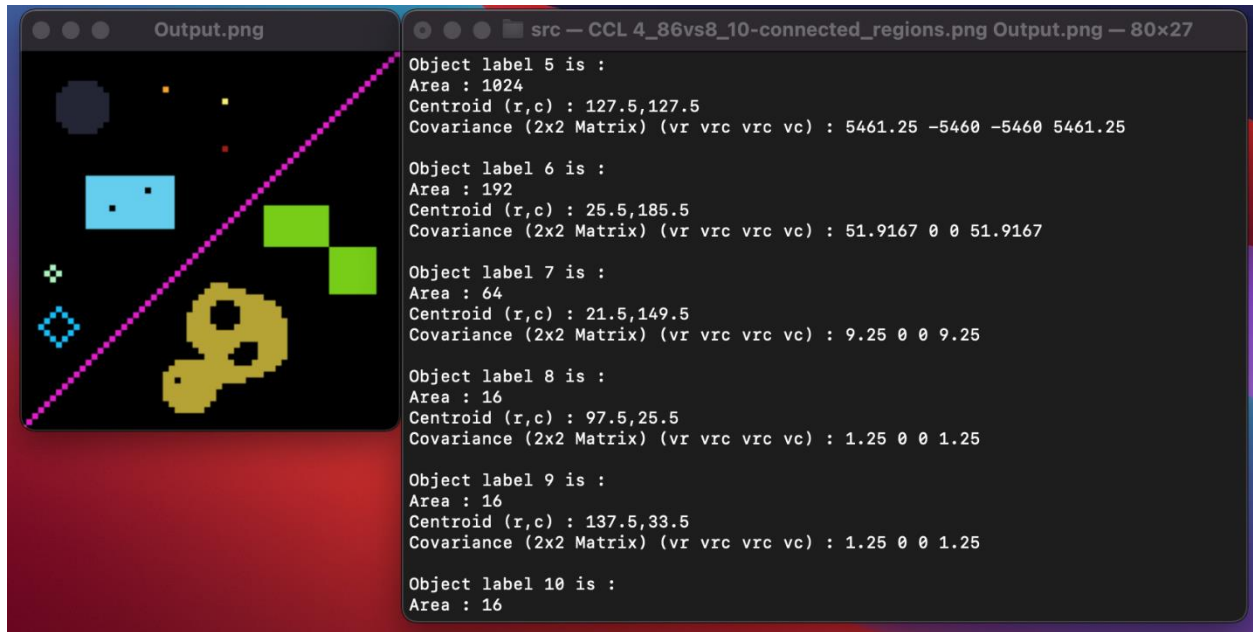 Output.png
src — CCL 4_86vs8_10-connected_regions.png Output.png — 80×27
Object label 5 is :
Area : 1024
Centroid (r,c) : 127.5,127.5
Covariance (2x2 Matrix) (vr vrc vrc vc) : 5461.25 -5460 -5460 5461.25
Object label 6 is :
Area : 192
Centroid (r,c) : 25.5,185.5
Covariance (2x2 Matrix) (vr vrc vrc vc) : 51.9167 0 0 51.9167
Object label 7 is :
Area : 64
Centroid (r,c) : 21.5,149.5
Covariance (2x2 Matrix) (vr vrc vrc vc) : 9.25 0 0 9.25
Object label 8 is :
Area : 16
Centroid (r,c) : 97.5,25.5
Covariance (2x2 Matrix) (vr vrc vrc vc) : 1.25 0 0 1.25
Object label 9 is :
Area : 16
Centroid (r,c) : 137.5,33.5
Covariance (2x2 Matrix) (vr vrc vrc vc) : 1.25 0 0 1.25
Object label 10 is :
Area : 16